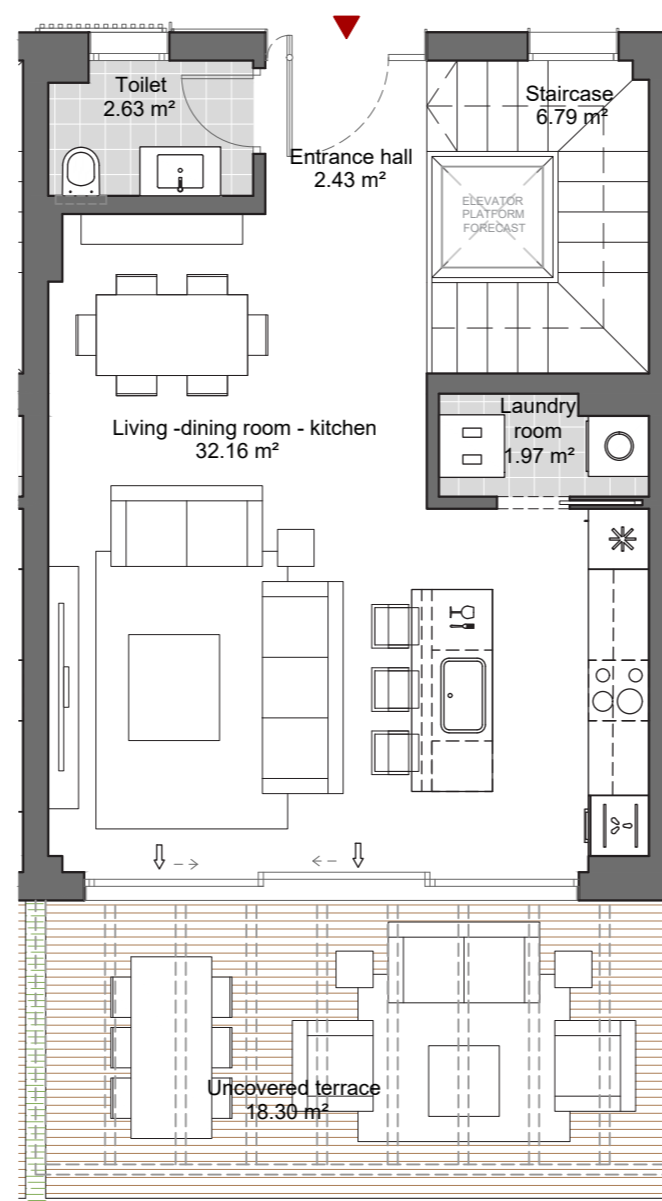 Toilet
2.63 m²
Staircase
6.79 m²
Entrance hall
2.43 m²
ELEVATOR
PLATFORM
FORECAST
Living -dining room - kitchen
32.16 m²
Laundry
room
1.97 m²
Uncovered terrace
18.30 m²